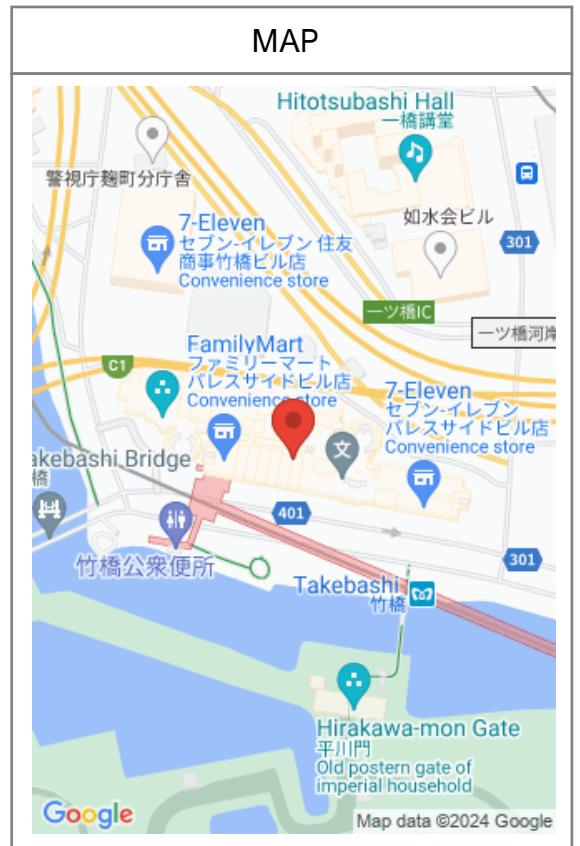 MAP
Hitotsubashi Hall
一橋講堂
警視庁麹町分庁舎
如水会ビル
7-Eleven
セブン-イレブン 住友
商事竹橋ビル店
Convenience store
301
一ツ橋IC
一ツ橋河岸
C1
FamilyMart
ファミリーマート
パレスサイドビル店
Convenience store
7-Eleven
セブン-イレブン
パレスサイドビル店
Convenience store
文
akebashi Bridge
橋
401
竹橋公衆便所
301
Takebashi
竹橋
Hirakawa-mon Gate
平川門
Old postern gate of
imperial household
Google
Map data ©2024 Google